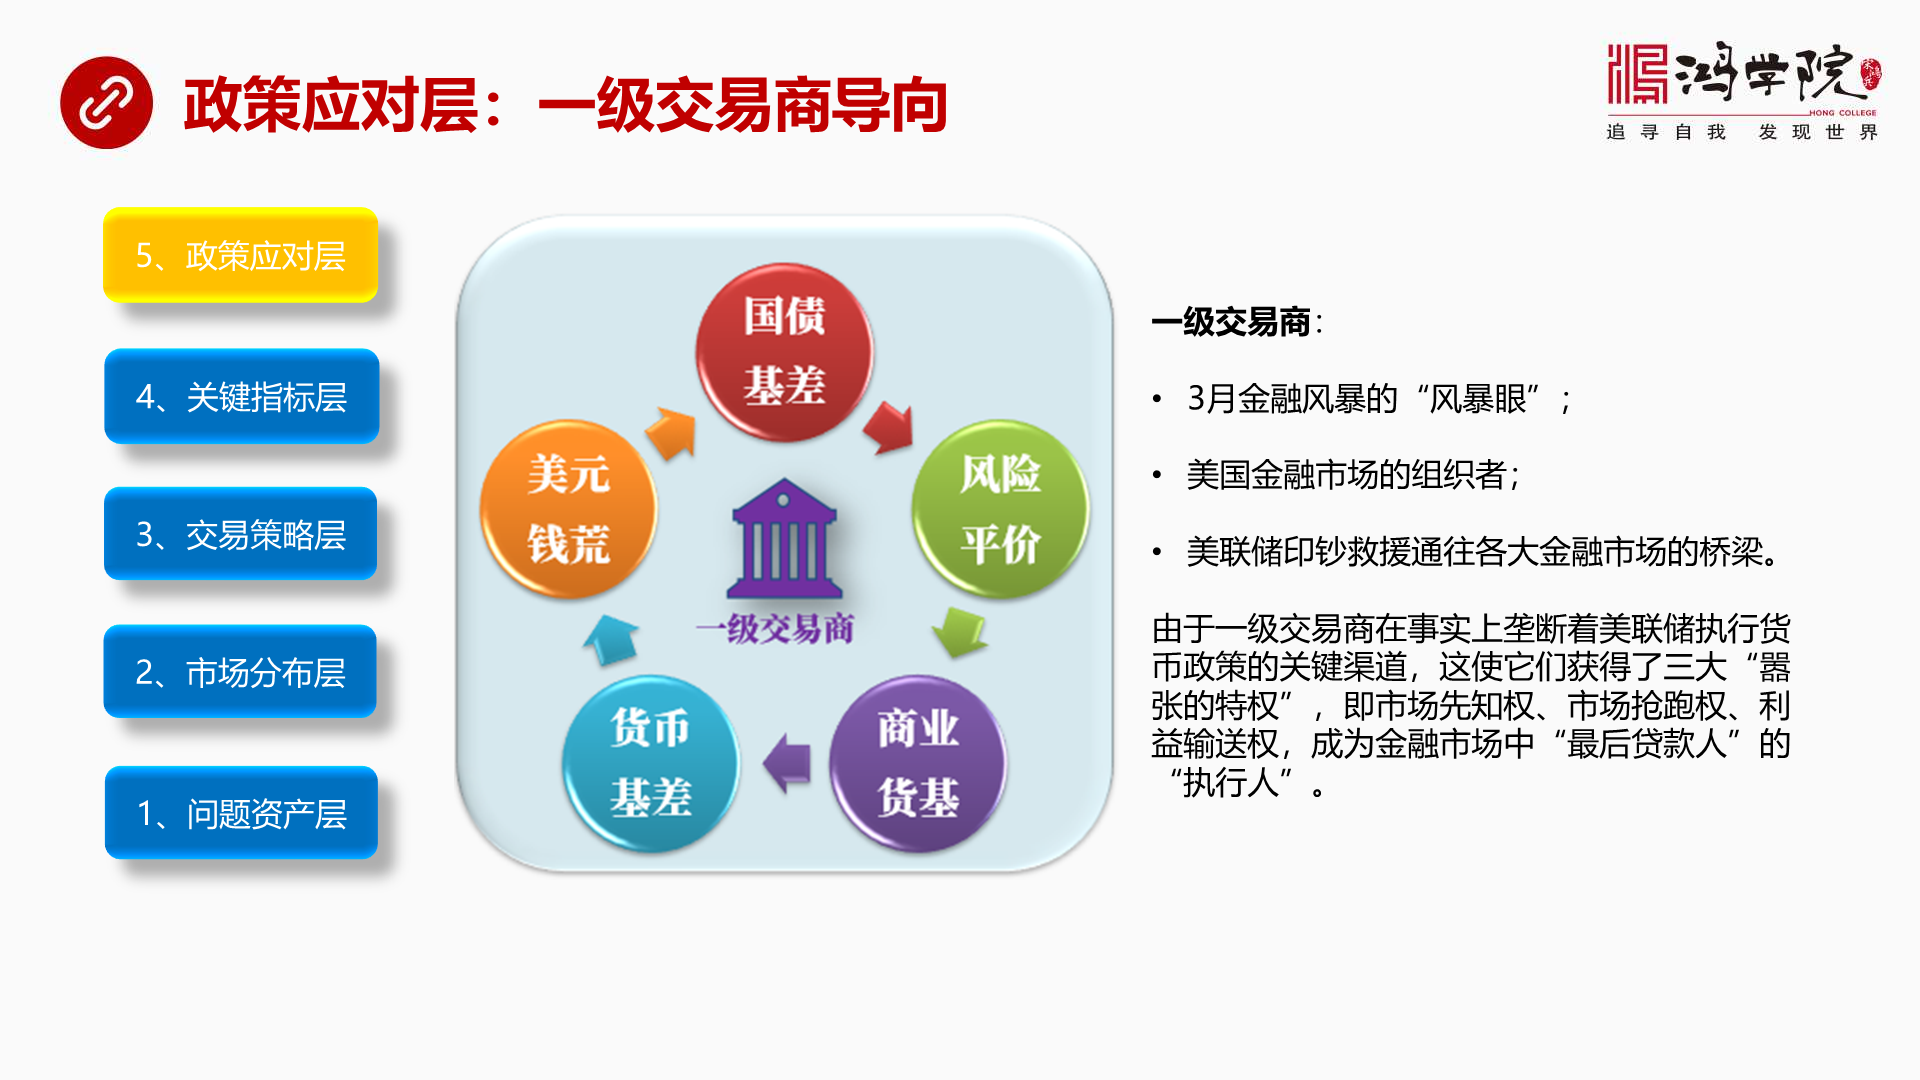 政策应对层：一级交易商导向
鸿学院
宋鸿兵
HONG COLLEGE
追寻自我 发现世界
5、政策应对层
4、关键指标层
3、交易策略层
2、市场分布层
1、问题资产层
国债
基差
风险
平价
商业
货基
货币
基差
美元
钱荒
一级交易商
一级交易商：
• 3月金融风暴的“风暴眼”；
• 美国金融市场的组织者；
• 美联储印钞救援通往各大金融市场的桥梁。
由于一级交易商在事实上垄断着美联储执行货
币政策的关键渠道，这使它们获得了三大“嚣
张的特权”，即市场先知权、市场抢跑权、利
益输送权，成为金融市场中“最后贷款人”的
“执行人”。